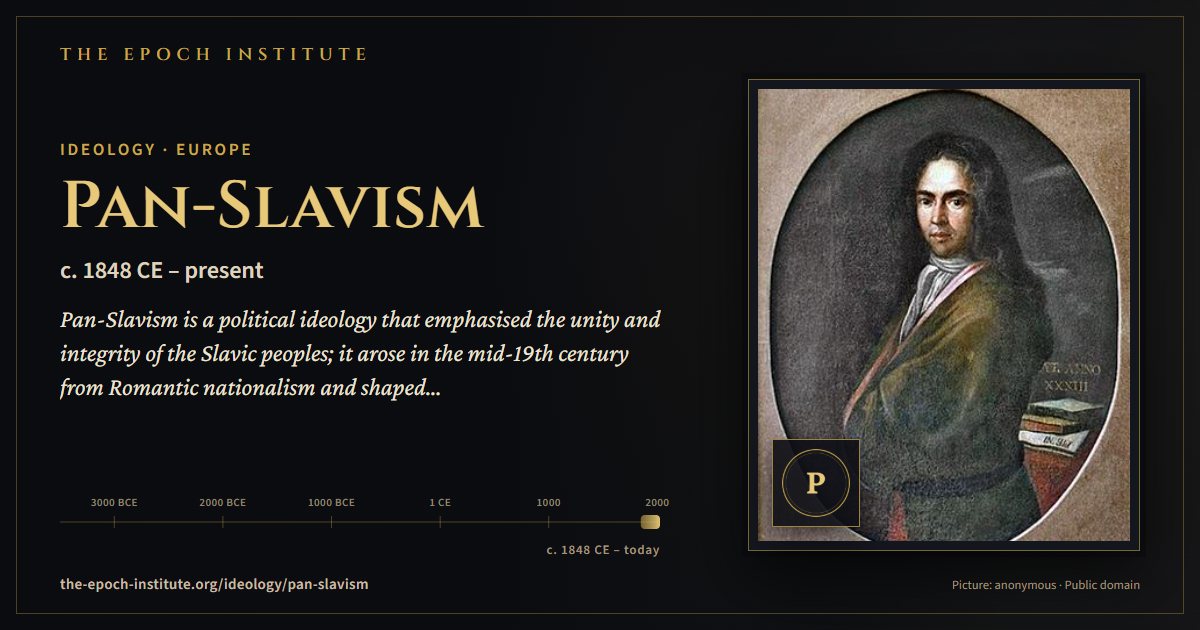 THE EPOCH INSTITUTE
IDEOLOGY · EUROPE
PAN-SLAVISM
c. 1848 CE – present
Pan-Slavism is a political ideology that emphasised the unity and
integrity of the Slavic peoples; it arose in the mid-19th century
from Romantic nationalism and shaped...
3000 BCE 2000 BCE 1000 BCE 1 CE 1000 2000
c. 1848 CE – today
the-epoch-institute.org/ideology/pan-slavism
ANNO
XXXIII
P
Picture: anonymous · Public domain